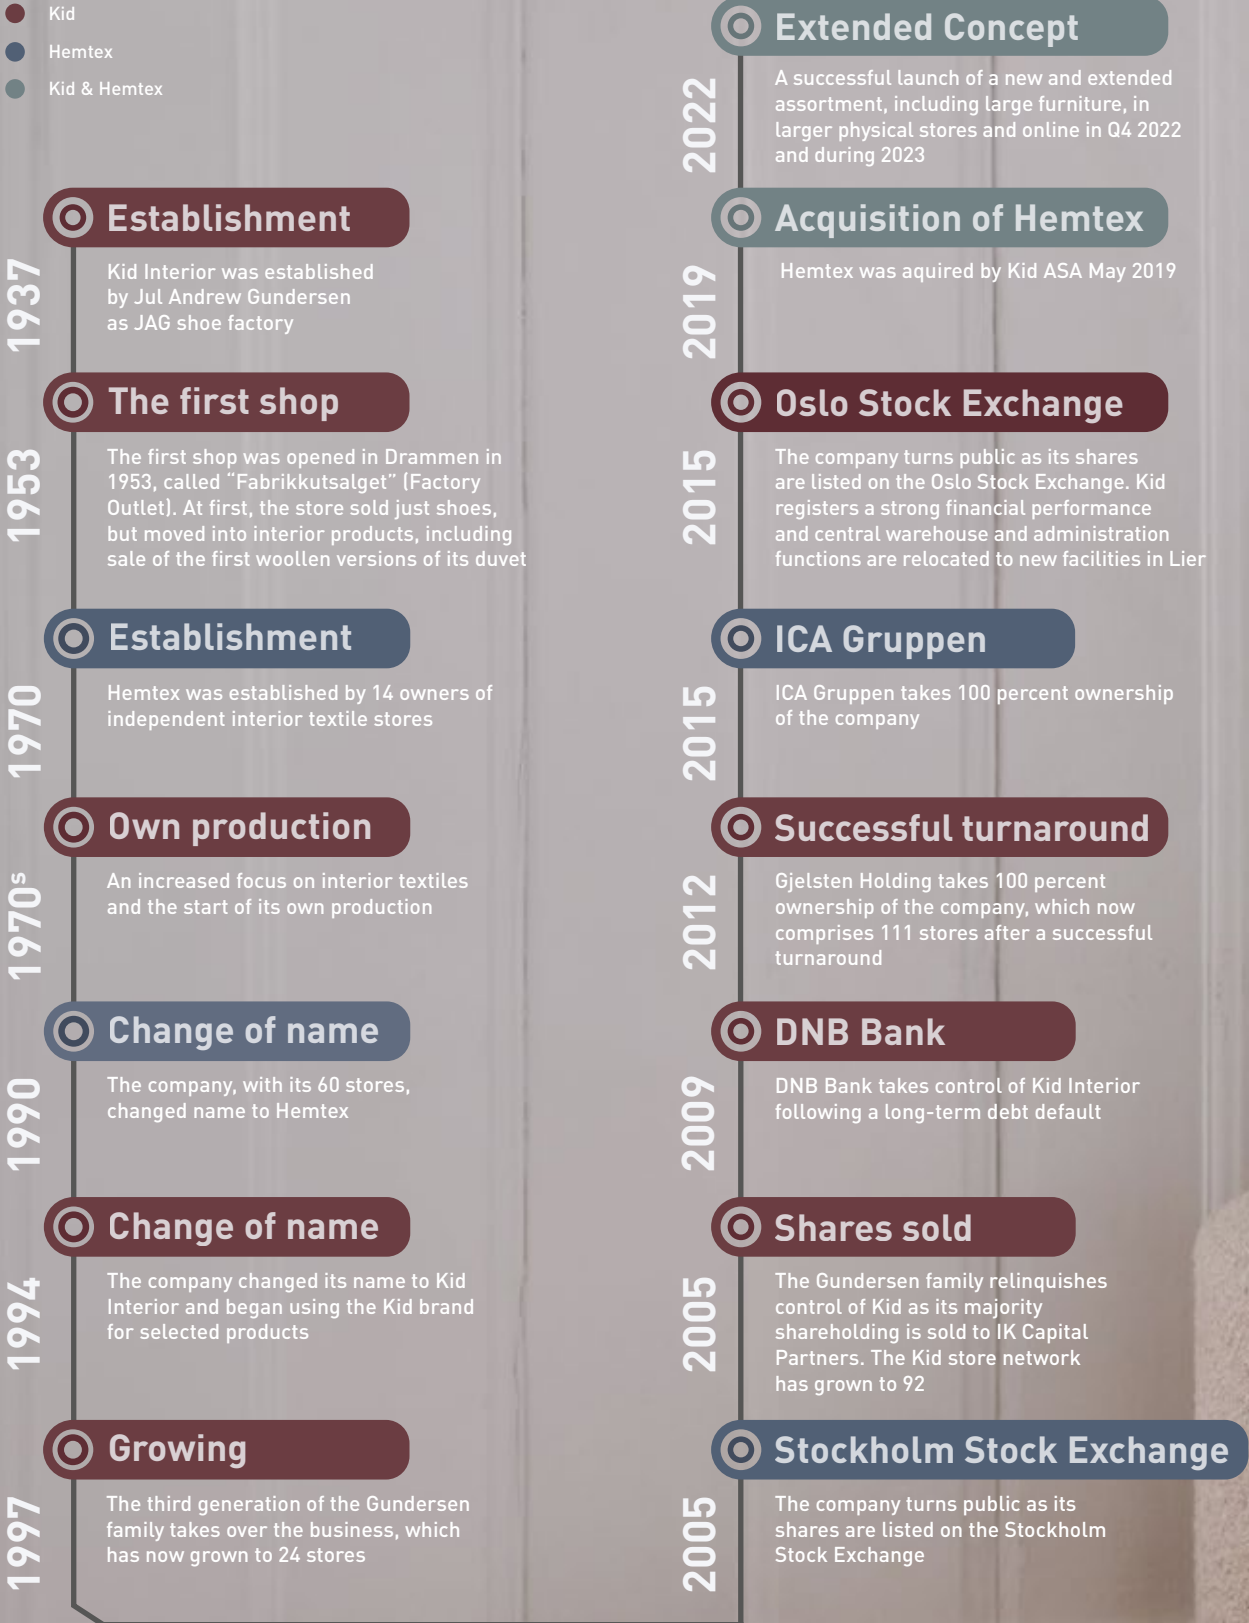 Kid
Hemtex
Kid & Hemtex
Establishment
1937
Kid Interior was established
by Jul Andrew Gundersen
as JAG shoe factory
The first shop
1953
The first shop was opened in Drammen in
1953, called “Fabrikkutsalget” (Factory
Outlet). At first, the store sold just shoes,
but moved into interior products, including
sale of the first woollen versions of its duvet
Establishment
1970
Hemtex was established by 14 owners of
independent interior textile stores
Own production
1970s
An increased focus on interior textiles
and the start of its own production
Change of name
1990
The company, with its 60 stores,
changed name to Hemtex
Change of name
1994
The company changed its name to Kid
Interior and began using the Kid brand
for selected products
Growing
1997
The third generation of the Gundersen
family takes over the business, which
has now grown to 24 stores
Extended Concept
2022
A successful launch of a new and extended
assortment, including large furniture, in
larger physical stores and online in Q4 2022
and during 2023
Acquisition of Hemtex
2019
Hemtex was aquired by Kid ASA May 2019
Oslo Stock Exchange
2015
The company turns public as its shares
are listed on the Oslo Stock Exchange. Kid
registers a strong financial performance
and central warehouse and administration
functions are relocated to new facilities in Lier
ICA Gruppen
2015
ICA Gruppen takes 100 percent ownership
of the company
Successful turnaround
2012
Gjelsten Holding takes 100 percent
ownership of the company, which now
comprises 111 stores after a successful
turnaround
DNB Bank
2009
DNB Bank takes control of Kid Interior
following a long-term debt default
Shares sold
2005
The Gundersen family relinquishes
control of Kid as its majority
shareholding is sold to IK Capital
Partners. The Kid store network
has grown to 92
Stockholm Stock Exchange
2005
The company turns public as its
shares are listed on the Stockholm
Stock Exchange